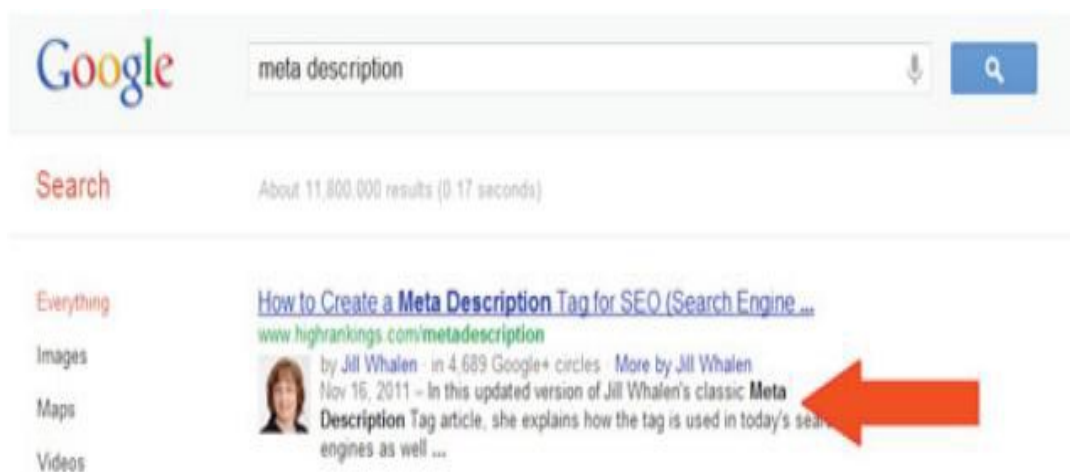 Google
meta description
Search
About 11,800,000 results (0.17 seconds)
Everything
How to Create a Meta Description Tag for SEO (Search Engine ...
www.highrankings.com/metadescription
Images
by Jill Whalen - in 4,689 Google+ circles - More by Jill Whalen
Nov 16, 2011 – In this updated version of Jill Whalen's classic Meta
Maps
Description Tag article, she explains how the tag is used in today's
engines as well ...
Videos